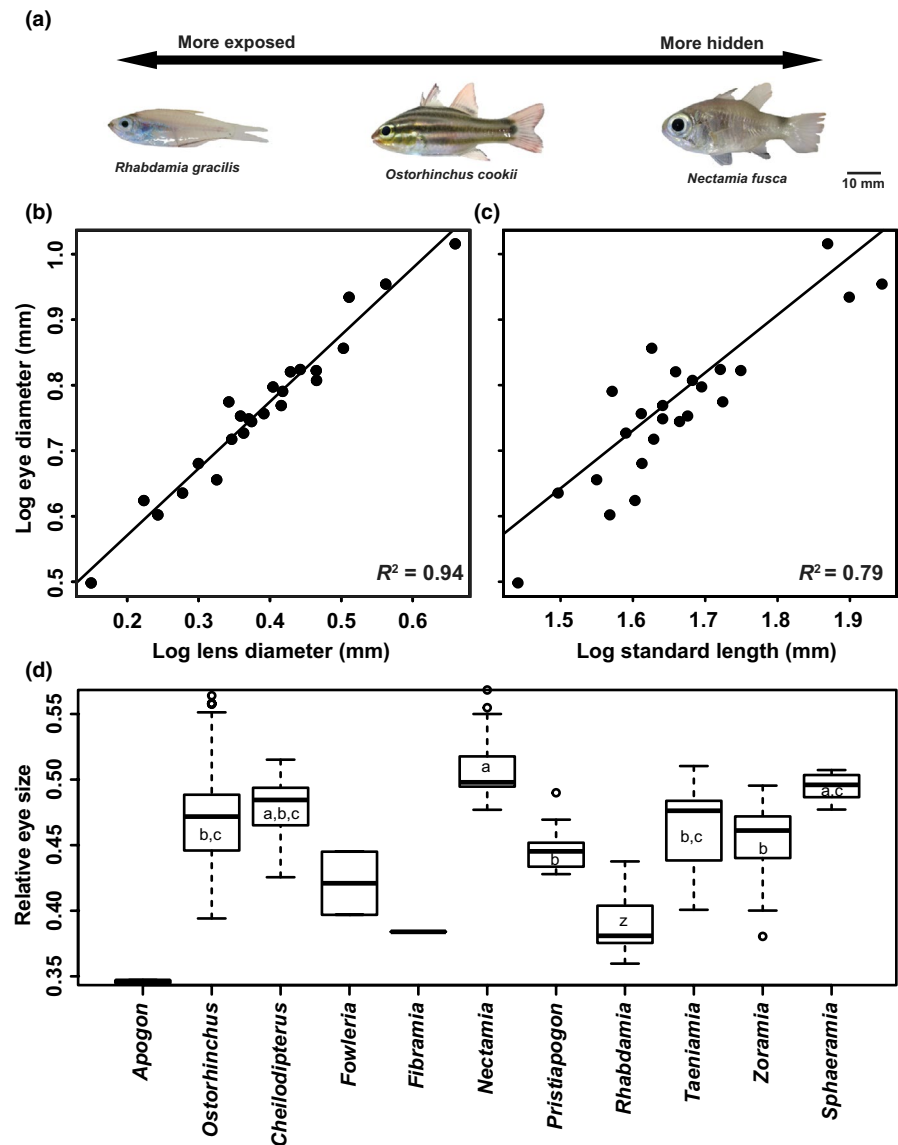 (a)
More exposed
More hidden
Rhabdamia gracilis
Ostorhinchus cookii
Nectamia fusca
10 mm
(b)
(c)
Log eye diameter (mm)
1.0
0.9
0.8
0.7
0.6
0.5
R² = 0.94
R² = 0.79
0.2 0.3 0.4 0.5 0.6
1.5 1.6 1.7 1.8 1.9
Log lens diameter (mm)
Log standard length (mm)
(d)
Relative eye size
0.55
0.50
0.45
0.40
0.35
b,c
a,b,c
a
b
z
b,c
b
a,c
Apogon
Ostorhinchus
Cheilodipterus
Fowleria
Fibramia
Nectamia
Pristiapogon
Rhabdamia
Taeniamia
Zoramia
Sphaeramia